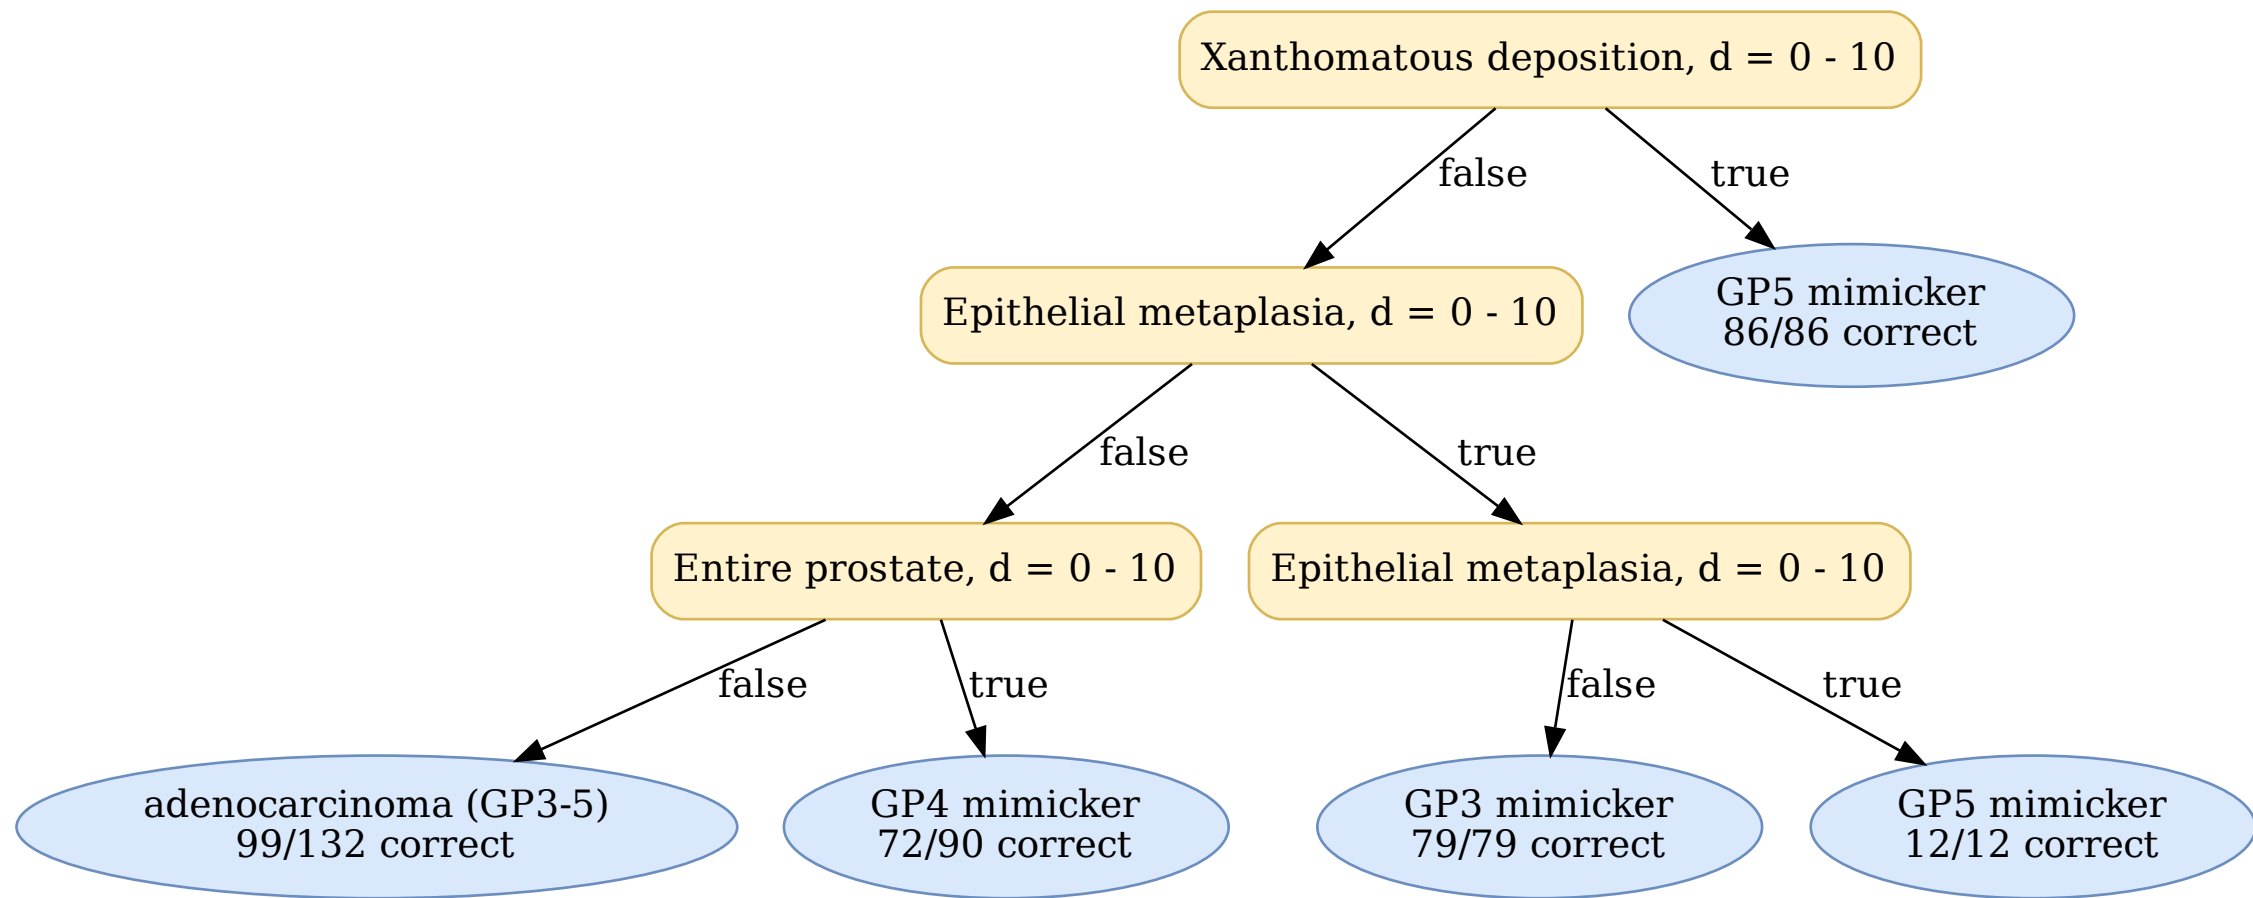 Xanthomatous deposition, d = 0 - 10
false
true
Epithelial metaplasia, d = 0 - 10
GP5 mimicker
86/86 correct
false
true
Entire prostate, d = 0 - 10
Epithelial metaplasia, d = 0 - 10
false
true
false
true
adenocarcinoma (GP3-5)
99/132 correct
GP4 mimicker
72/90 correct
GP3 mimicker
79/79 correct
GP5 mimicker
12/12 correct